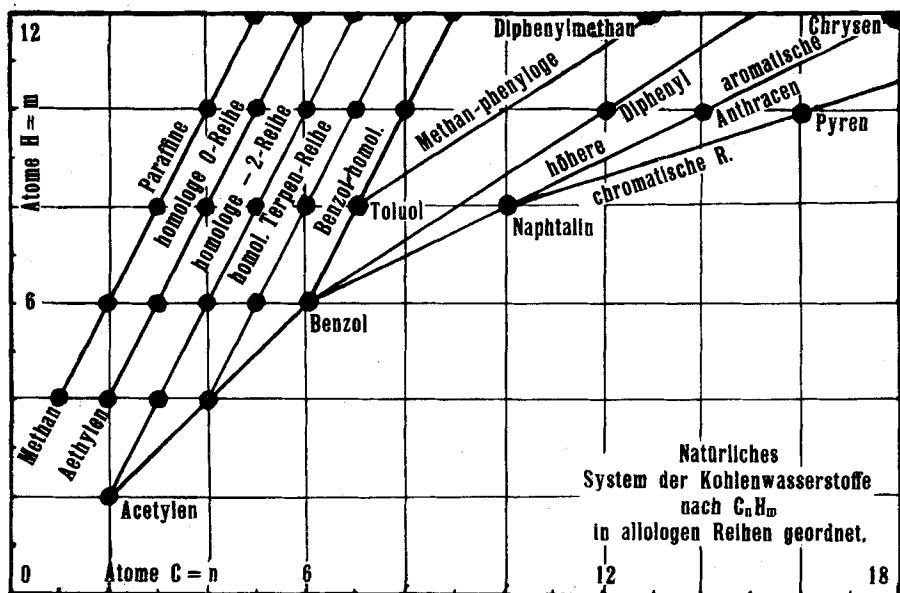 12
Diphenylmethan
Chrysen
Atome H = m
Paraffine
homologe 0-Reihe
homologe - 2-Reihe
homol. Terpen-Reihe
Benzol-homol.
Methan-phenyloge
höhere
Diphenyl
aromatische
Anthracen
Pyren
chromatische R.
Toluol
Naphtalin
6
Benzol
Methan
Aethylen
Acetylen
Natürliches
System der Kohlenwasserstoffe
nach CnHm
in allologen Reihen geordnet.
0
Atome C = n
6
12
18